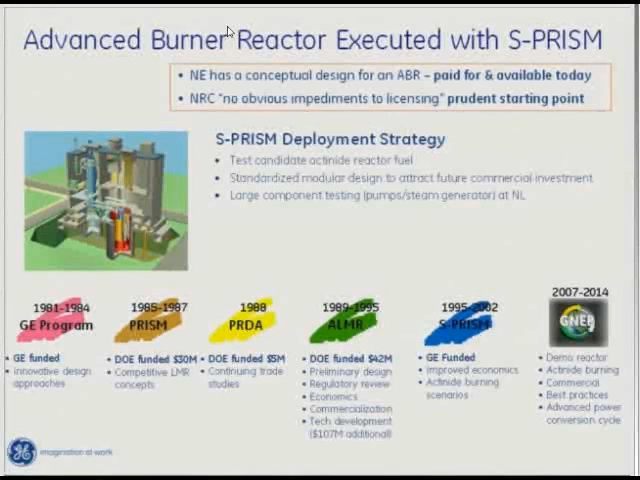 Advanced Burner Reactor Executed with S-PRISM
• NE has a conceptual design for an ABR – paid for & available today
• NRC "no obvious impediments to licensing" prudent starting point
S-PRISM Deployment Strategy
• Test candidate actinide reactor fuel
• Standardized modular design to attract future commercial investment
• Large component testing (pumps/steam generator) at NL
1981-1984
GE Program
• GE funded
• Innovative design
approaches
1985-1987
PRISM
• DOE funded $30M
• Competitive LMR
concepts
1988
PRDA
• DOE funded $5M
• Continuing trade
studies
1989-1995
ALMR
• DOE funded $42M
• Preliminary design
• Regulatory review
• Economics
• Commercialization
• Tech development
($107M additional)
1995-2002
S-PRISM
• GE Funded
• Improved economics
• Actinide burning
scenarios
2007-2014
GNEP
• Demo reactor
• Actinide burning
• Commercial
• Best practices
• Advanced power
conversion cycle
GE
imagination at work